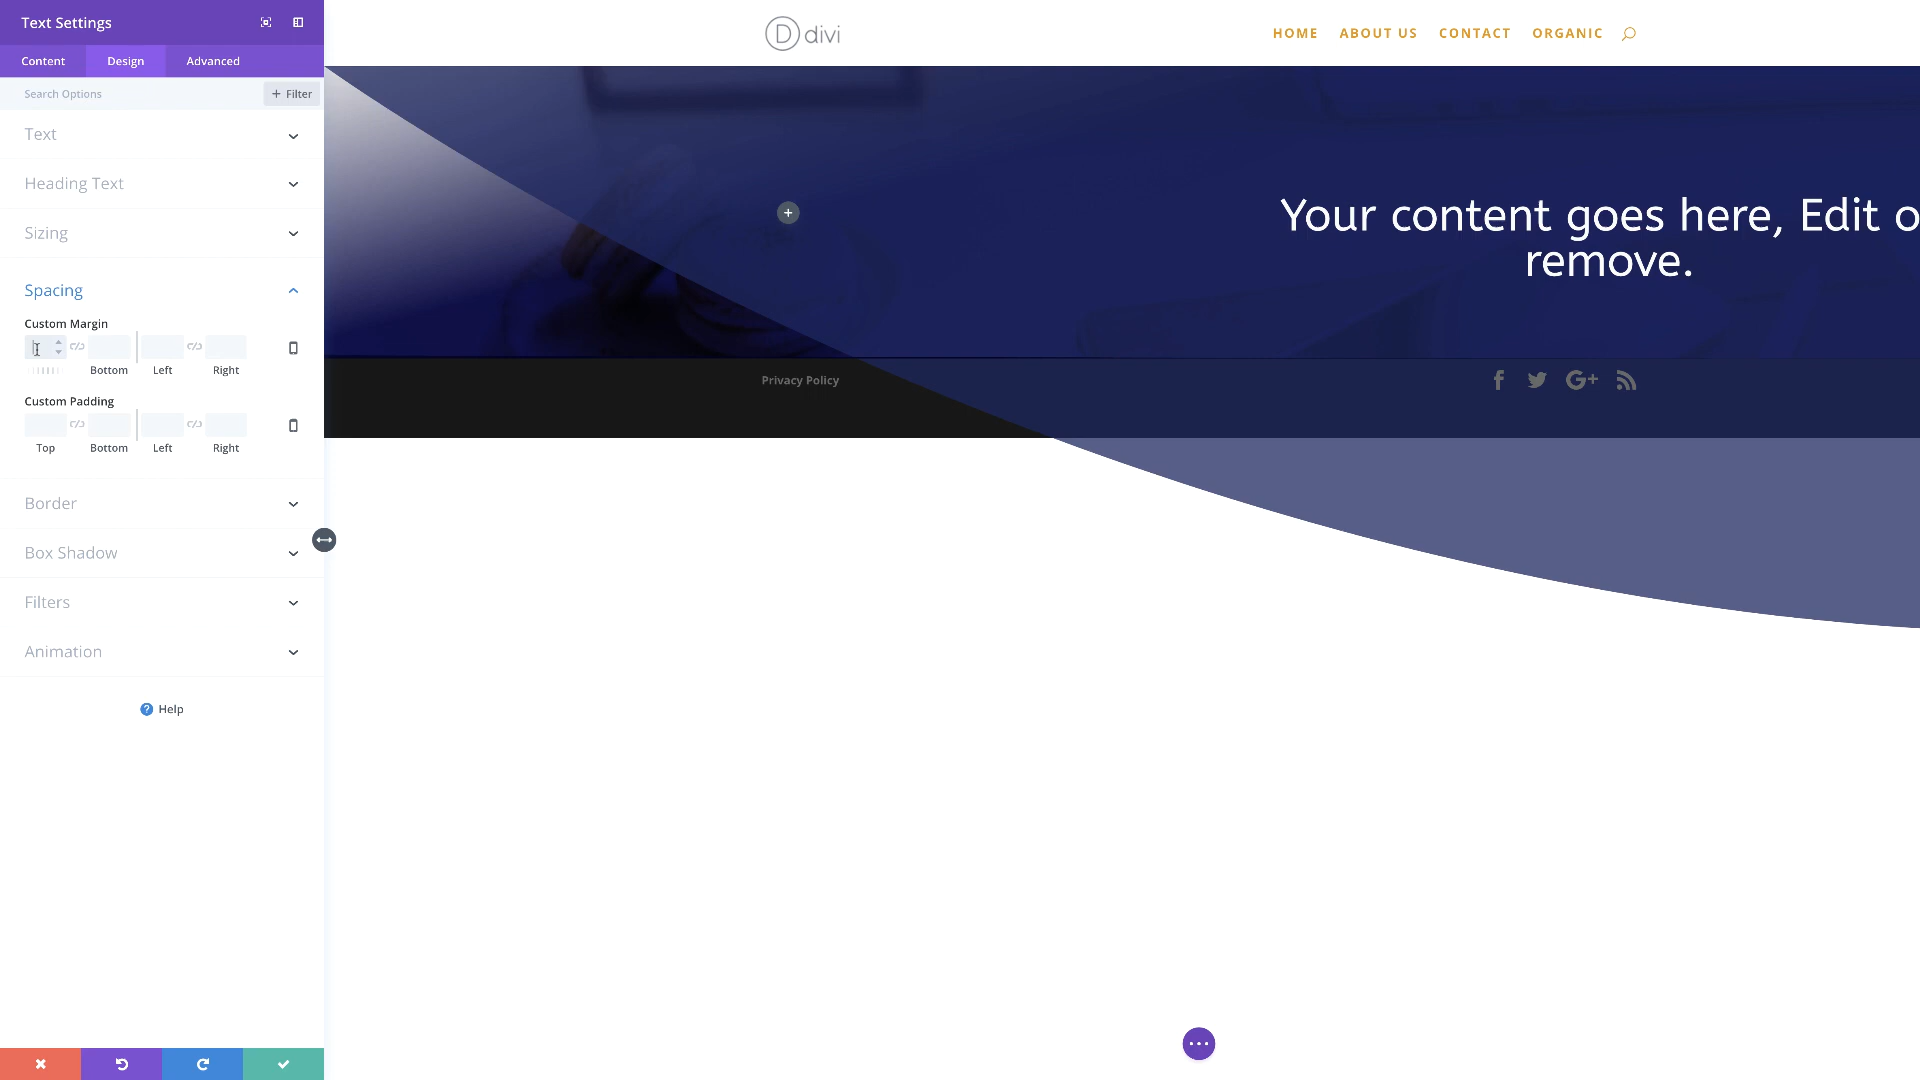 Text Settings
Content
Design
Advanced
Search Options
+ Filter
Text
Heading Text
Sizing
Spacing
Custom Margin
Bottom
Left
Right
Custom Padding
Top
Bottom
Left
Right
Border
Box Shadow
Filters
Animation
Help
D divi
HOME
ABOUT US
CONTACT
ORGANIC
Your content goes here, Edit o
remove.
Privacy Policy